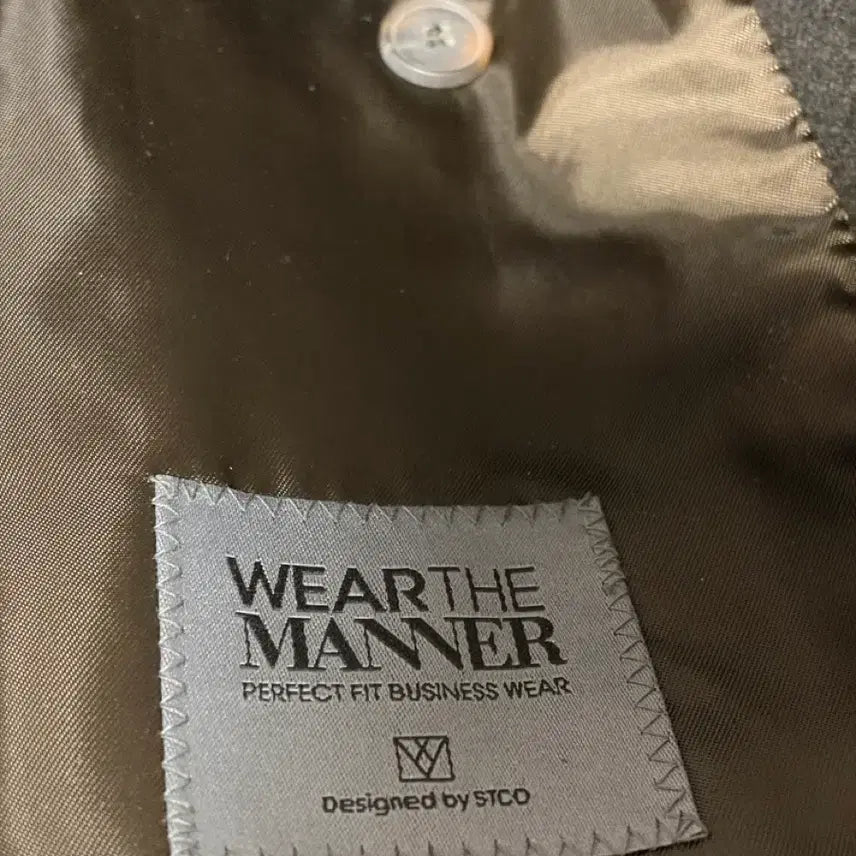 WEARTHE
MANNER
PERFECT FIT BUSINESS WEAR
Designed by STCO